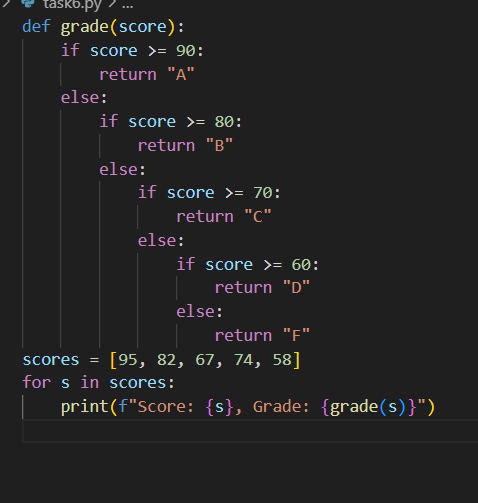 task6.py > ...
def grade(score):
    if score >= 90:
        return "A"
    else:
        if score >= 80:
            return "B"
        else:
            if score >= 70:
                return "C"
            else:
                if score >= 60:
                    return "D"
                else:
                    return "F"
scores = [95, 82, 67, 74, 58]
for s in scores:
    print(f"Score: {s}, Grade: {grade(s)}")